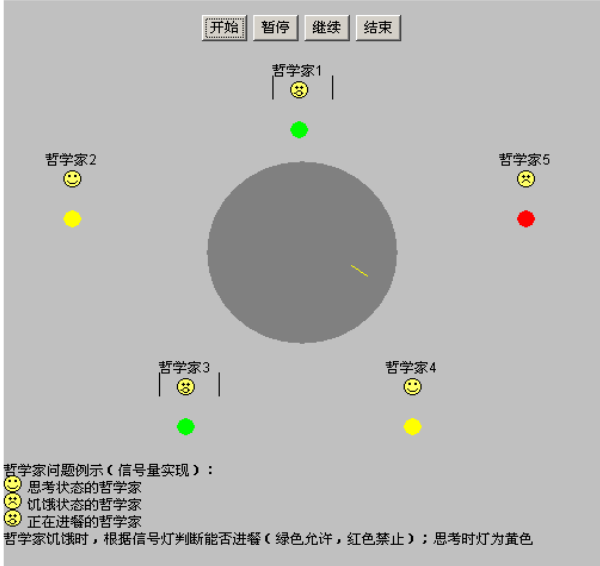 开始 暂停 继续 结束
哲学家1
哲学家2 哲学家5
哲学家3 哲学家4
哲学家问题例示(信号量实现):
思考状态的哲学家
饥饿状态的哲学家
正在进餐的哲学家
哲学家饥饿时,根据信号灯判断能否进餐(绿色允许,红色禁止);思考时灯为黄色